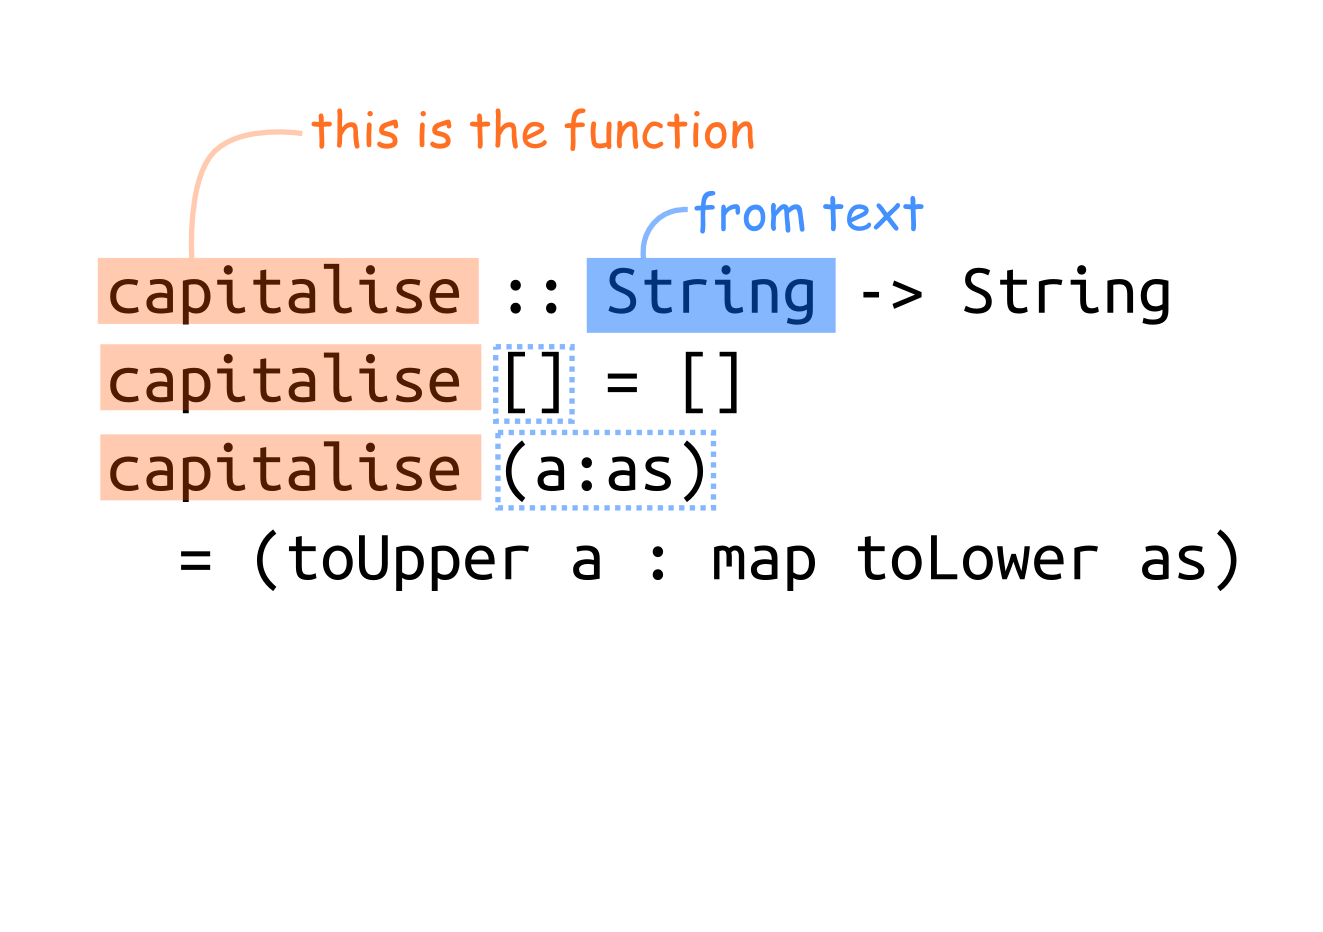 this is the function
from text
capitalise :: String -> String
capitalise [] = []
capitalise (a:as)
= (toUpper a : map toLower as)